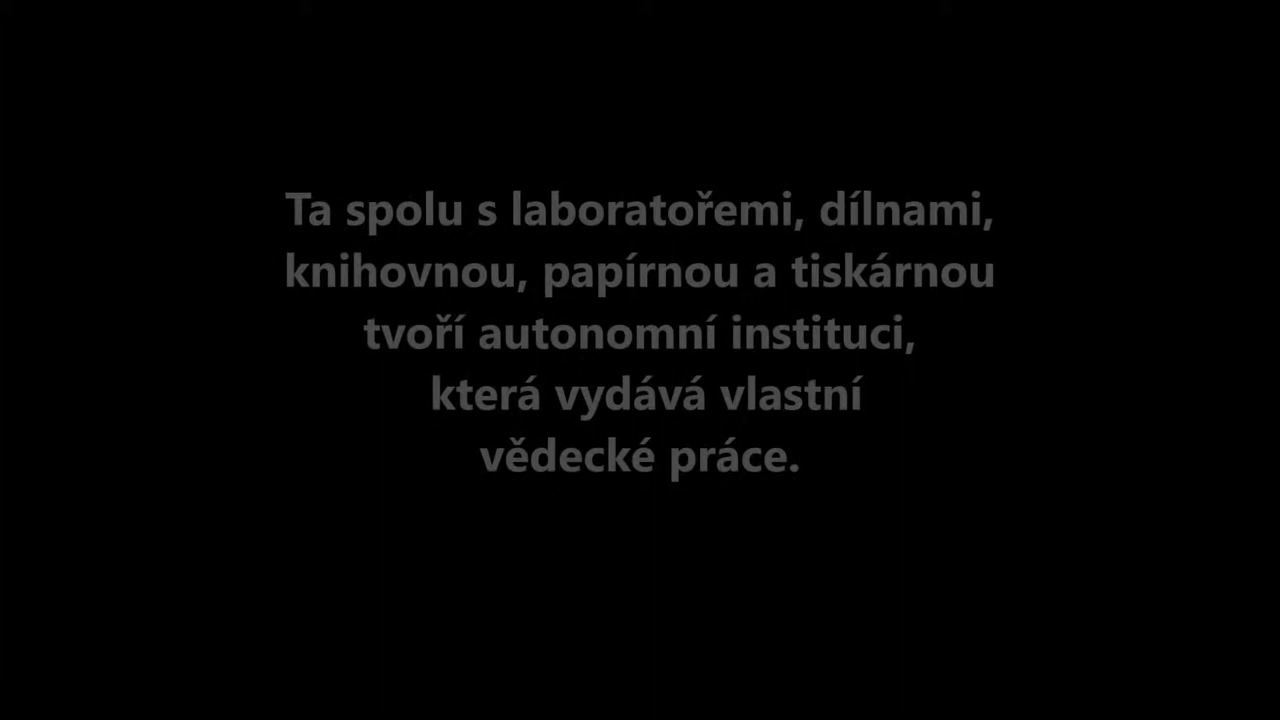 Ta spolu s laboratořemi, dílnami,
knihovnou, papírnou a tiskárnou
tvoří autonomní instituci,
která vydává vlastní
vědecké práce.